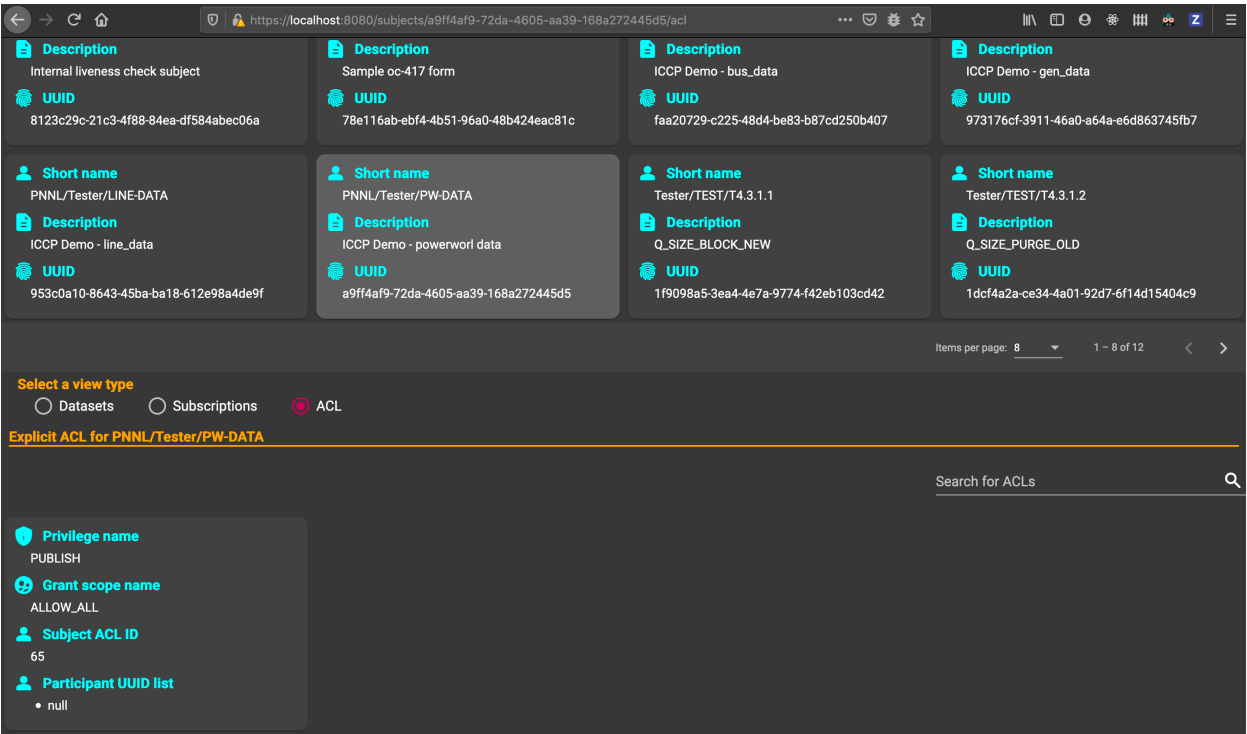 https://localhost:8080/subjects/a9ff4af9-72da-4605-aa39-168a272445d5/acl
Z
Description
Internal liveness check subject
UUID
8123c29c-21c3-4f88-84ea-df584abec06a
Description
Sample oc-417 form
UUID
78e116ab-ebf4-4b51-96a0-48b424eac81c
Description
ICCP Demo - bus_data
UUID
faa20729-c225-48d4-be83-b87cd250b407
Description
ICCP Demo - gen_data
UUID
973176cf-3911-46a0-a64a-e6d863745fb7
Short name
PNNL/Tester/LINE-DATA
Description
ICCP Demo - line_data
UUID
953c0a10-8643-45ba-ba18-612e98a4de9f
Short name
PNNL/Tester/PW-DATA
Description
ICCP Demo - powerworl data
UUID
a9ff4af9-72da-4605-aa39-168a272445d5
Short name
Tester/TEST/T4.3.1.1
Description
Q_SIZE_BLOCK_NEW
UUID
1f9098a5-3ea4-4e7a-9774-f42eb103cd42
Short name
Tester/TEST/T4.3.1.2
Description
Q_SIZE_PURGE_OLD
UUID
1dcf4a2a-ce34-4a01-92d7-6f14d15404c9
Items per page: 8 1 – 8 of 12
Select a view type
Datasets Subscriptions ACL
Explicit ACL for PNNL/Tester/PW-DATA
Search for ACLs
Privilege name
PUBLISH
Grant scope name
ALLOW_ALL
Subject ACL ID
65
Participant UUID list
• null